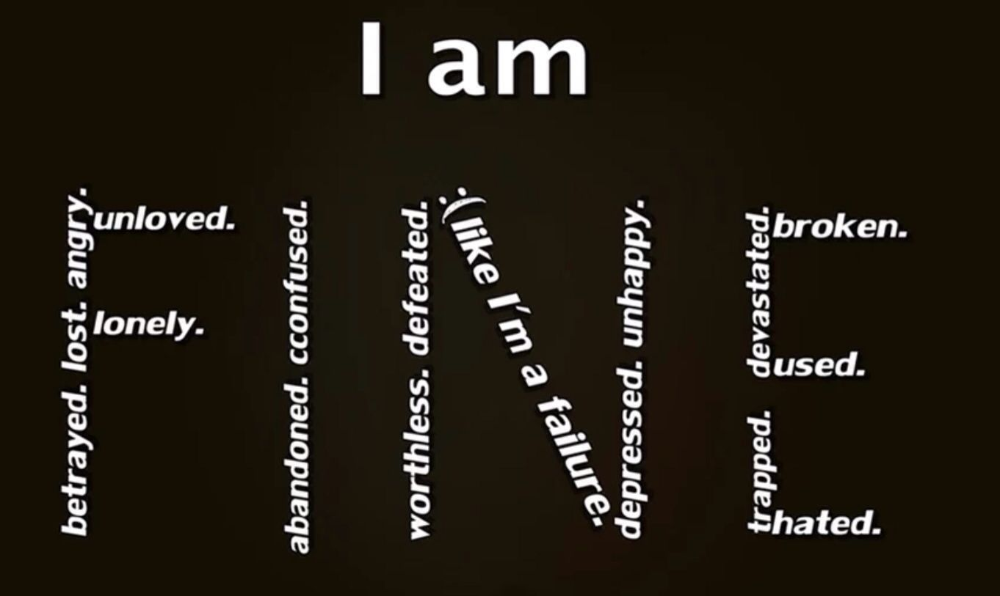 I am
betrayed. lost. angry.
unloved.
lonely.
abandoned. cconfused.
worthless. defeated.
:( like I'm a failure.
depressed. unhappy.
trapped. devastated.
broken.
used.
hated.